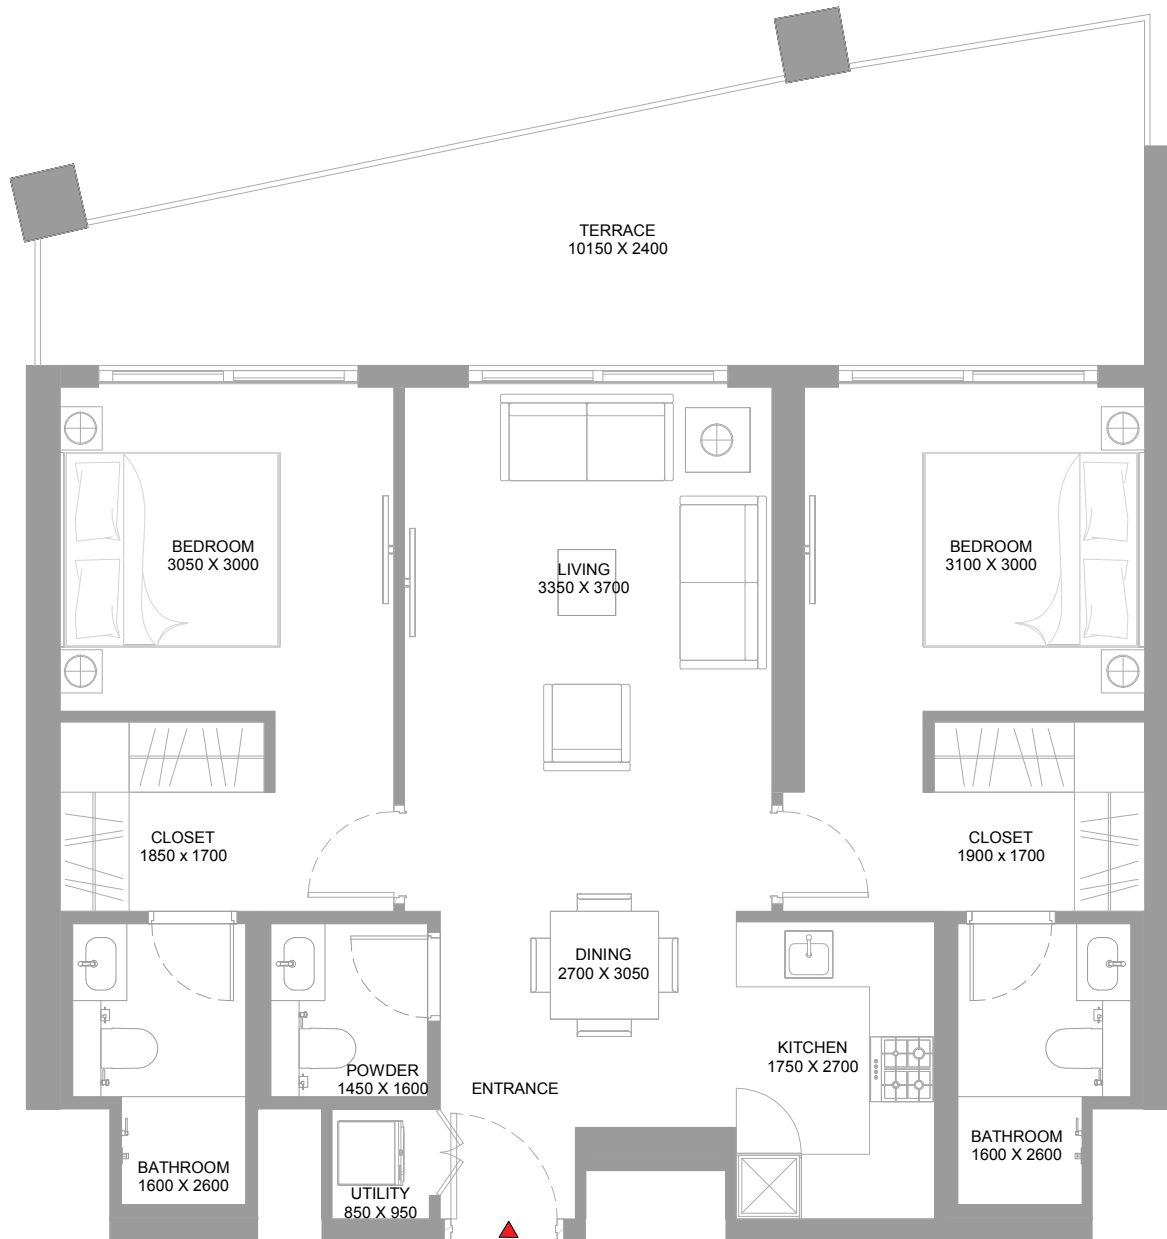 TERRACE
10150 X 2400
BEDROOM
3050 X 3000
LIVING
3350 X 3700
BEDROOM
3100 X 3000
CLOSET
1850 x 1700
CLOSET
1900 x 1700
DINING
2700 X 3050
POWDER
1450 X 1600
ENTRANCE
KITCHEN
1750 X 2700
BATHROOM
1600 X 2600
UTILITY
850 X 950
BATHROOM
1600 X 2600